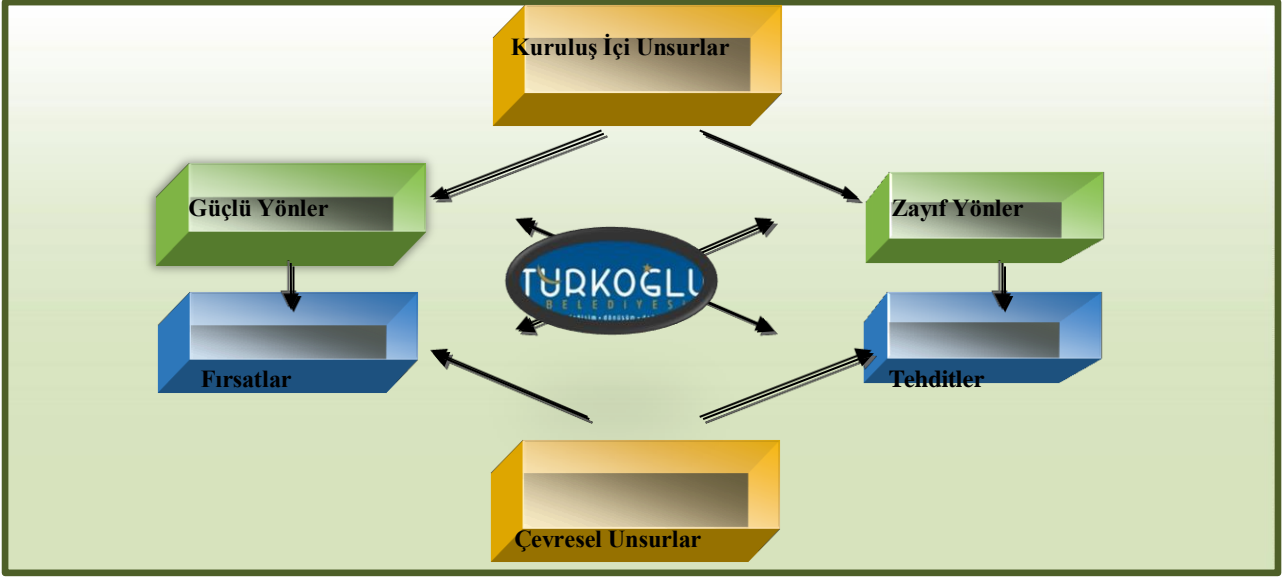 Kuruluş İçi Unsurlar
Güçlü Yönler
Zayıf Yönler
TÜRKOĞLU
BELEDİYESİ
Fırsatlar
Tehditler
Çevresel Unsurlar